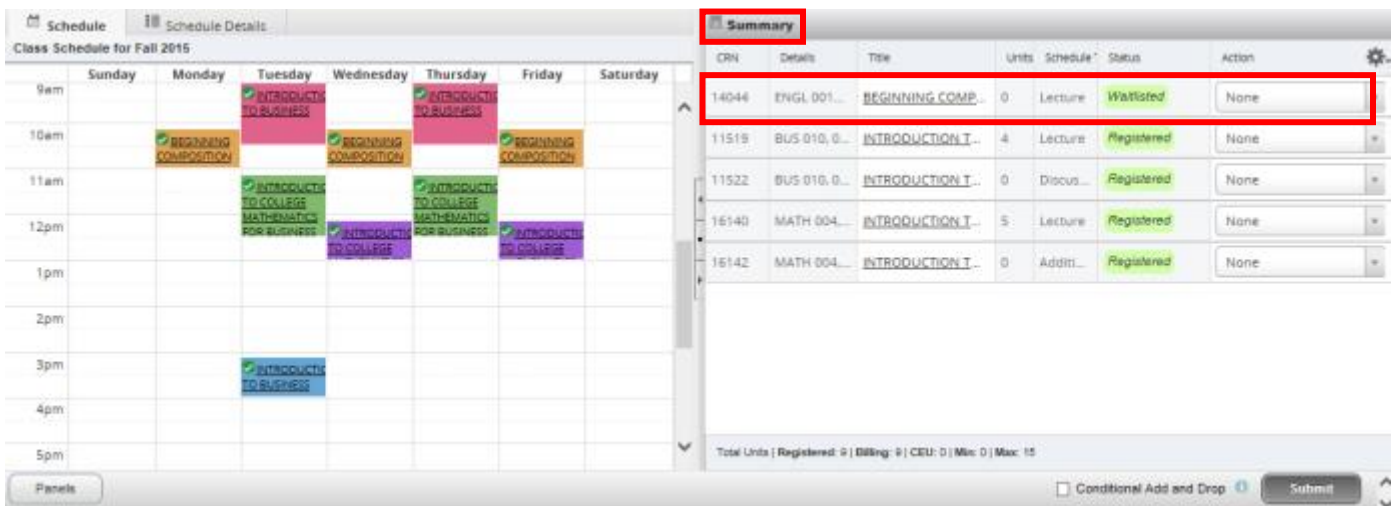 Schedule
Schedule Details
Class Schedule for Fall 2015
Sunday Monday Tuesday Wednesday Thursday Friday Saturday
9am
INTRODUCTIO
TO BUSINESS
INTRODUCTIO
TO BUSINESS
10am
BEGINNING
COMPOSITION
BEGINNING
COMPOSITION
BEGINNING
COMPOSITION
11am
INTRODUCTIO
TO COLLEGE
MATHEMATICS
FOR BUSINESS
INTRODUCTIO
TO COLLEGE
MATHEMATICS
FOR BUSINESS
12pm
INTRODUCTIO
TO COLLEGE
INTRODUCTIO
TO COLLEGE
1pm
2pm
3pm
INTRODUCTIO
TO BUSINESS
4pm
5pm
Panels
Summary
CRN Details Title Units Schedule Status Action
14044 ENGL 001... BEGINNING COMP... 0 Lecture Waitlisted None
11519 BUS 010, 0... INTRODUCTION T... 4 Lecture Registered None
11522 BUS 010, 0... INTRODUCTION T... 0 Discus... Registered None
16140 MATH 004,... INTRODUCTION T... 5 Lecture Registered None
16142 MATH 004,... INTRODUCTION T... 0 Additi... Registered None
Total Units | Registered: 9 | Billing: 9 | CEU: 0 | Min: 0 | Max: 15
Conditional Add and Drop
Submit